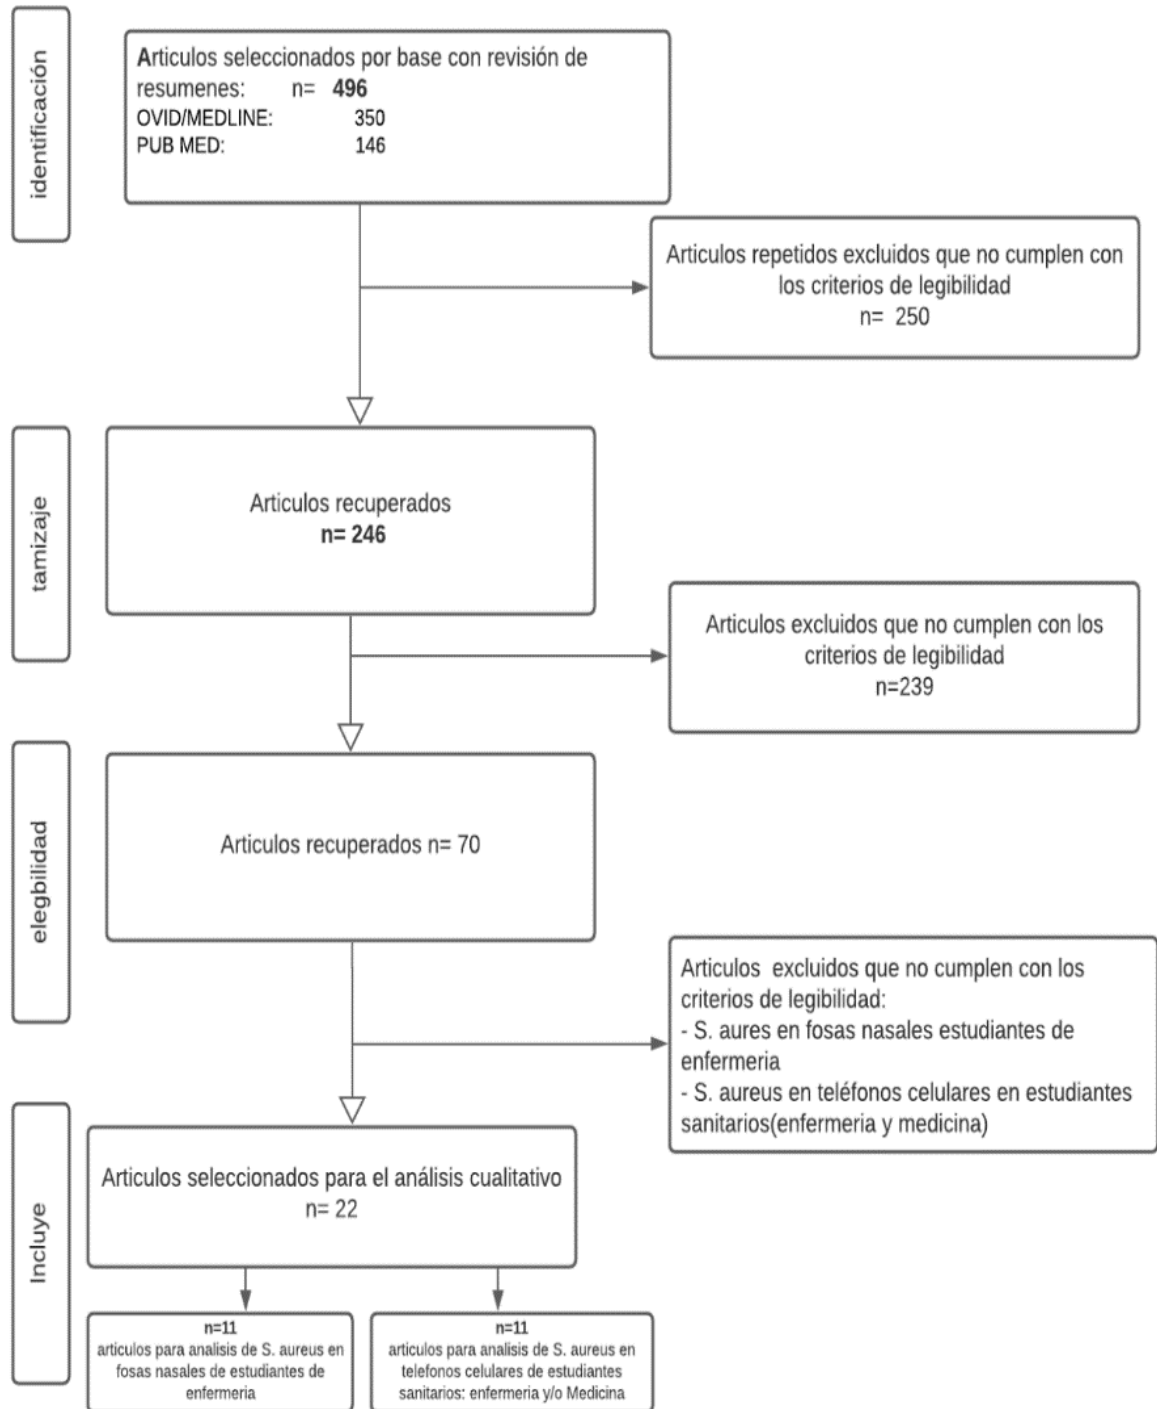 identificación
Articulos seleccionados por base con revisión de
resumenes: n= 496
OVID/MEDLINE: 350
PUB MED: 146
Articulos repetidos excluidos que no cumplen con
los criterios de legibilidad
n= 250
tamizaje
Articulos recuperados
n= 246
Articulos excluidos que no cumplen con los
criterios de legibilidad
n=239
elegbilidad
Articulos recuperados n= 70
Articulos excluidos que no cumplen con los
criterios de legibilidad:
- S. aures en fosas nasales estudiantes de
enfermeria
- S. aureus en teléfonos celulares en estudiantes
sanitarios(enfermeria y medicina)
Incluye
Articulos seleccionados para el análisis cualitativo
n= 22
n=11
articulos para analisis de S. aureus en
fosas nasales de estudiantes de
enfermeria
n=11
articulos para analisis de S. aureus en
telefonos celulares de estudiantes
sanitarios: enfermeria y/o Medicina